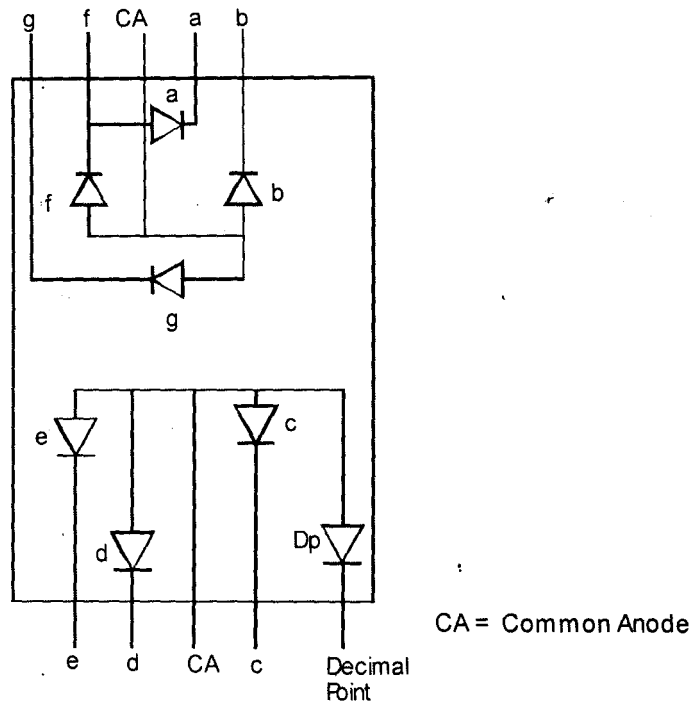 g f CA a b
a
f b
g
e c
d Dp
CA = Common Anode
e d CA c Decimal
Point